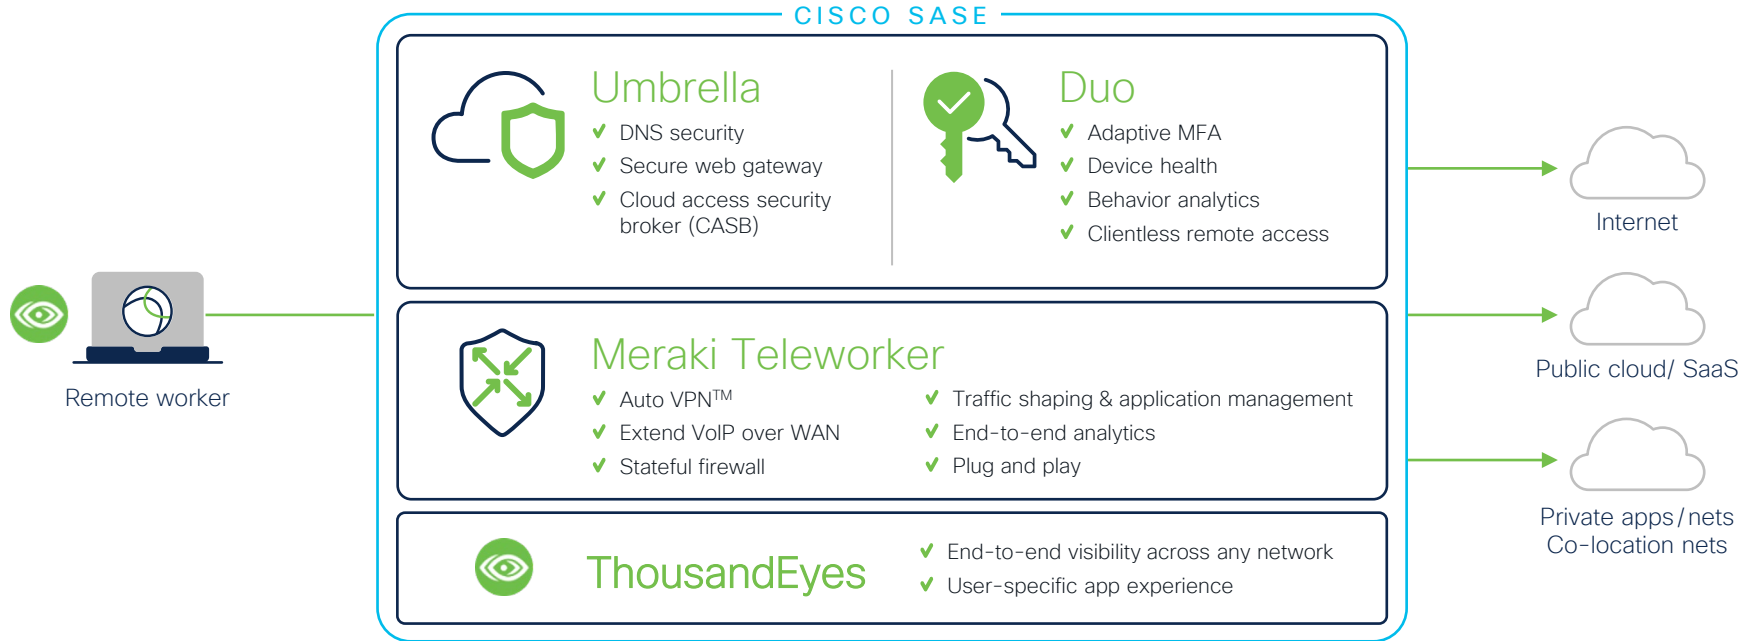 CISCO SASE
Umbrella
DNS security
Secure web gateway
Cloud access security
broker (CASB)
Duo
Adaptive MFA
Device health
Behavior analytics
Clientless remote access
Remote worker
Meraki Teleworker
Auto VPN™
Extend VoIP over WAN
Stateful firewall
Traffic shaping & application management
End-to-end analytics
Plug and play
ThousandEyes
End-to-end visibility across any network
User-specific app experience
Internet
Public cloud/ SaaS
Private apps/nets
Co-location nets